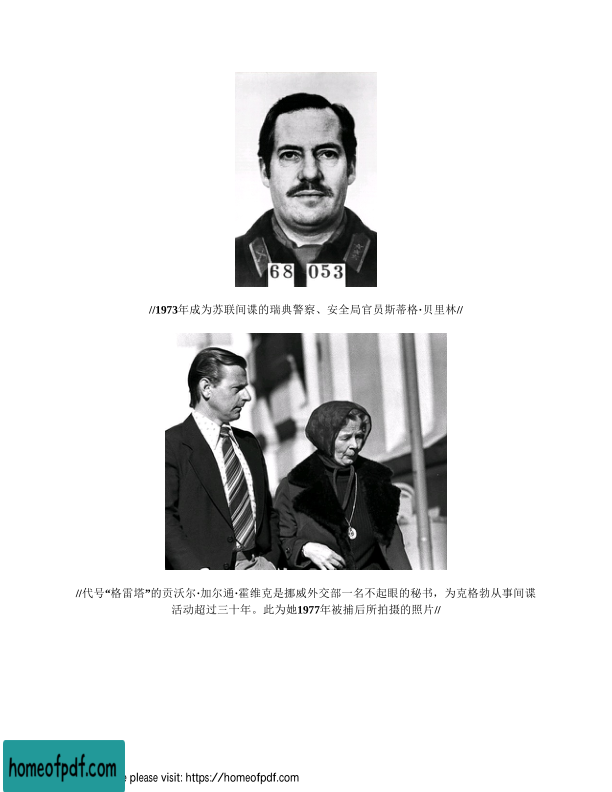 68 053
//1973年成为苏联间谍的瑞典警察、安全局官员斯蒂格·贝里林//
//代号“格雷塔”的贡沃尔·加尔通·霍维克是挪威外交部一名不起眼的秘书，为克格勃从事间谍
活动超过三十年。此为她1977年被捕后所拍摄的照片//
homeofpdf.com
please visit: https://homeofpdf.com